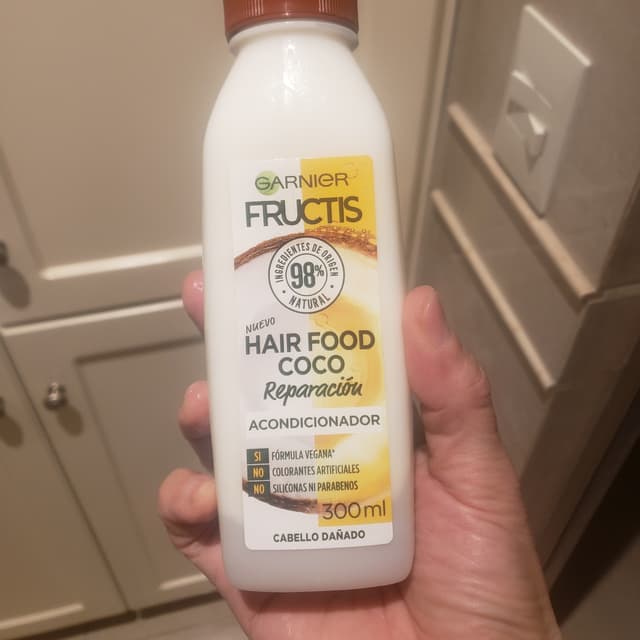 GARNIER
FRUCTIS
INGREDIENTES DE ORIGEN
98%
NATURAL
NUEVO
HAIR FOOD
COCO
Reparación
ACONDICIONADOR
SI FÓRMULA VEGANA*
NO COLORANTES ARTIFICIALES
NO SILICONAS NI PARABENOS
300ml
CABELLO DAÑADO